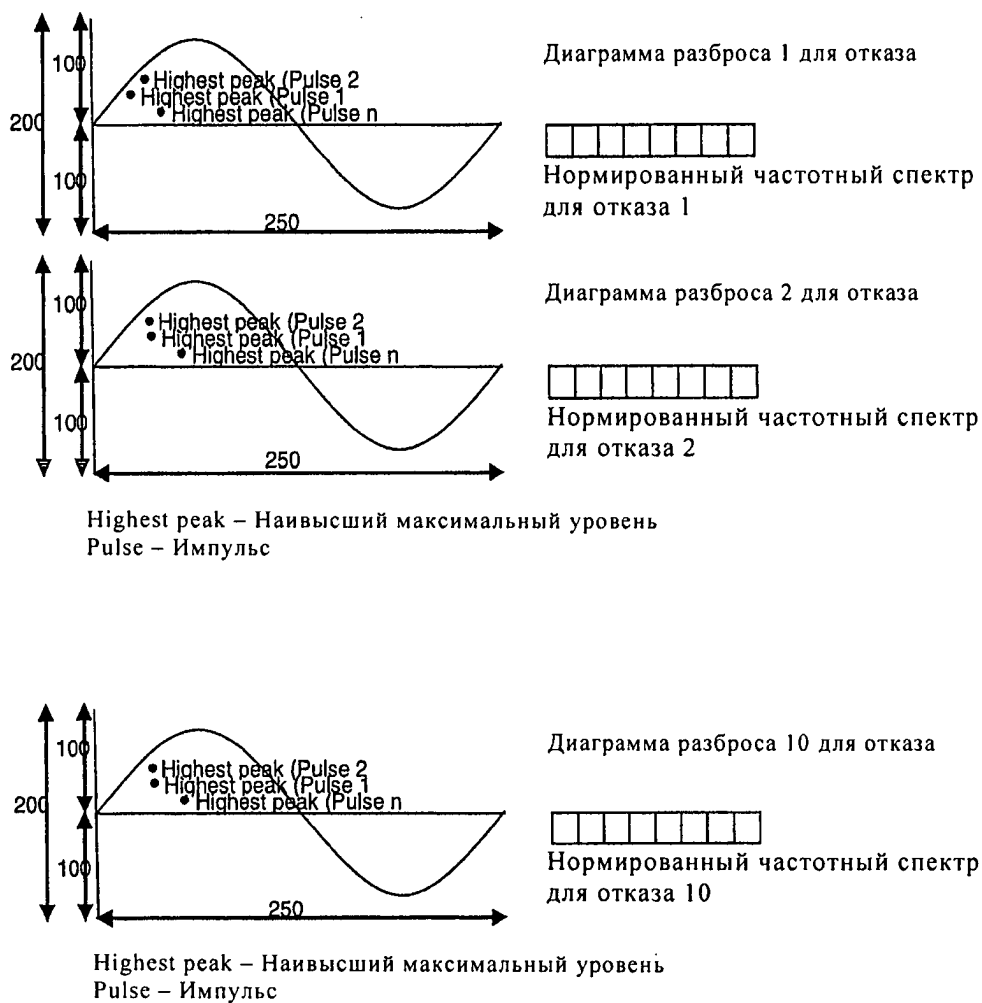 100
Диаграмма разброса 1 для отказа
Highest peak (Pulse 2
Highest peak (Pulse 1
Highest peak (Pulse n
200
100
Нормированный частотный спектр
для отказа 1
250
100
Диаграмма разброса 2 для отказа
Highest peak (Pulse 2
Highest peak (Pulse 1
Highest peak (Pulse n
200
100
Нормированный частотный спектр
для отказа 2
250
Highest peak – Наивысший максимальный уровень
Pulse – Импульс
100
Диаграмма разброса 10 для отказа
Highest peak (Pulse 2
Highest peak (Pulse 1
Highest peak (Pulse n
200
100
Нормированный частотный спектр
для отказа 10
250
Highest peak – Наивысший максимальный уровень
Pulse – Импульс